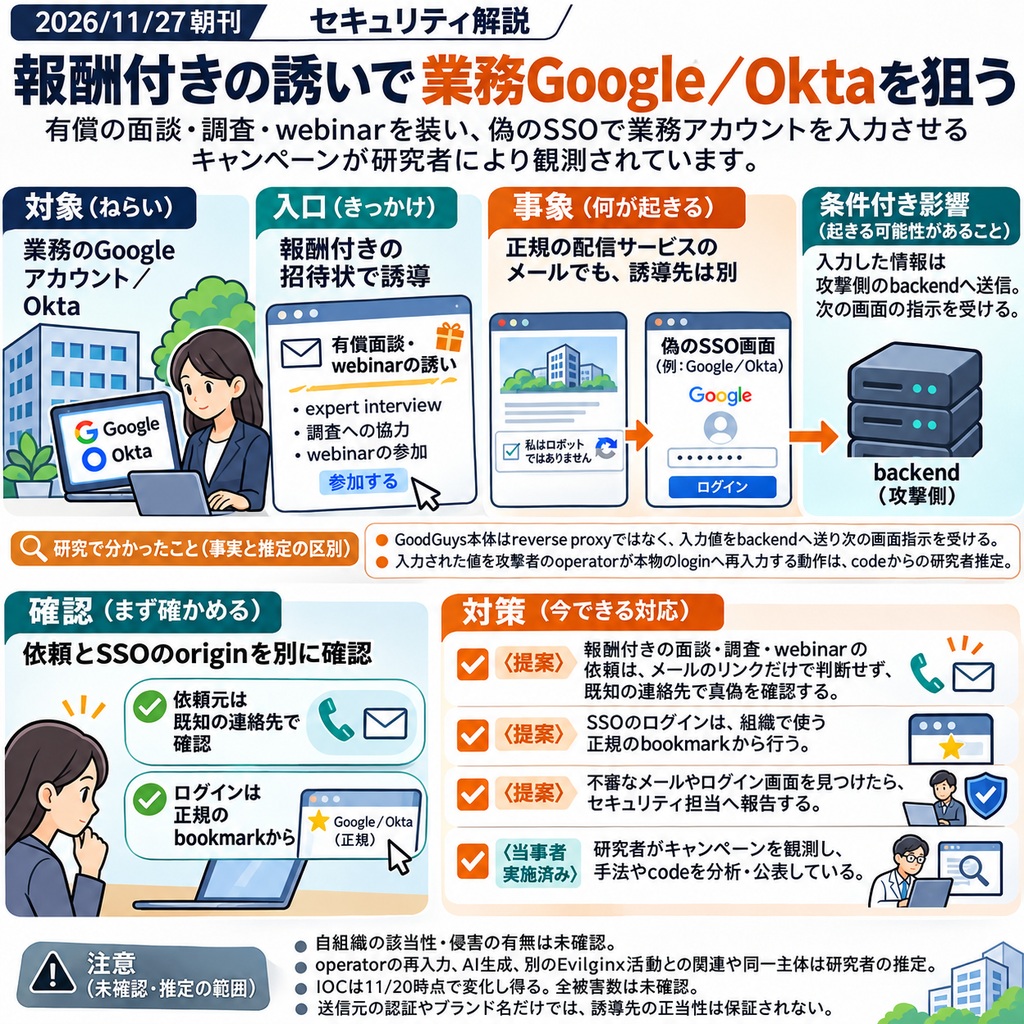 2026/11/27 朝刊
セキュリティ解説
報酬付きの誘いで業務Google／Oktaを狙う
有償の面談・調査・webinarを装い、偽のSSOで業務アカウントを入力させる
キャンペーンが研究者により観測されています。
対象（ねらい）
業務のGoogle
アカウント／
Okta
Google
Okta
入口（きっかけ）
報酬付きの
招待状で誘導
有償面談・
webinarの誘い
• expert interview
• 調査への協力
• webinarの参加
参加する
事象（何が起きる）
正規の配信サービスの
メールでも、誘導先は別
私はロボット
ではありません
偽のSSO画面
（例：Google／Okta）
Google
ログイン
条件付き影響
（起きる可能性があること）
入力した情報は
攻撃側のbackendへ送信。
次の画面の指示を受ける。
backend
（攻撃側）
研究で分かったこと（事実と推定の区別）
● GoodGuys本体はreverse proxyではなく、入力値をbackendへ送り次の画面指示を受ける。
● 入力された値を攻撃者のoperatorが本物のloginへ再入力する動作は、codeからの研究者推定。
確認（まず確かめる）
依頼とSSOのoriginを別に確認
依頼元は
既知の連絡先で
確認
ログインは
正規の
bookmarkから
Google／Okta
（正規）
対策（今できる対応）
〈提案〉
報酬付きの面談・調査・webinarの
依頼は、メールのリンクだけで判断せず、
既知の連絡先で真偽を確認する。
〈提案〉
SSOのログインは、組織で使う
正規のbookmarkから行う。
〈提案〉
不審なメールやログイン画面を見つけたら、
セキュリティ担当へ報告する。
〈当事者
実施済み〉
研究者がキャンペーンを観測し、
手法やcodeを分析・公表している。
注意
（未確認・推定の範囲）
● 自組織の該当性・侵害の有無は未確認。
● operatorの再入力、AI生成、別のEvilginx活動との関連や同一主体は研究者の推定。
● IOCは11/20時点で変化し得る。全被害数は未確認。
● 送信元の認証やブランド名だけでは、誘導先の正当性は保証されない。